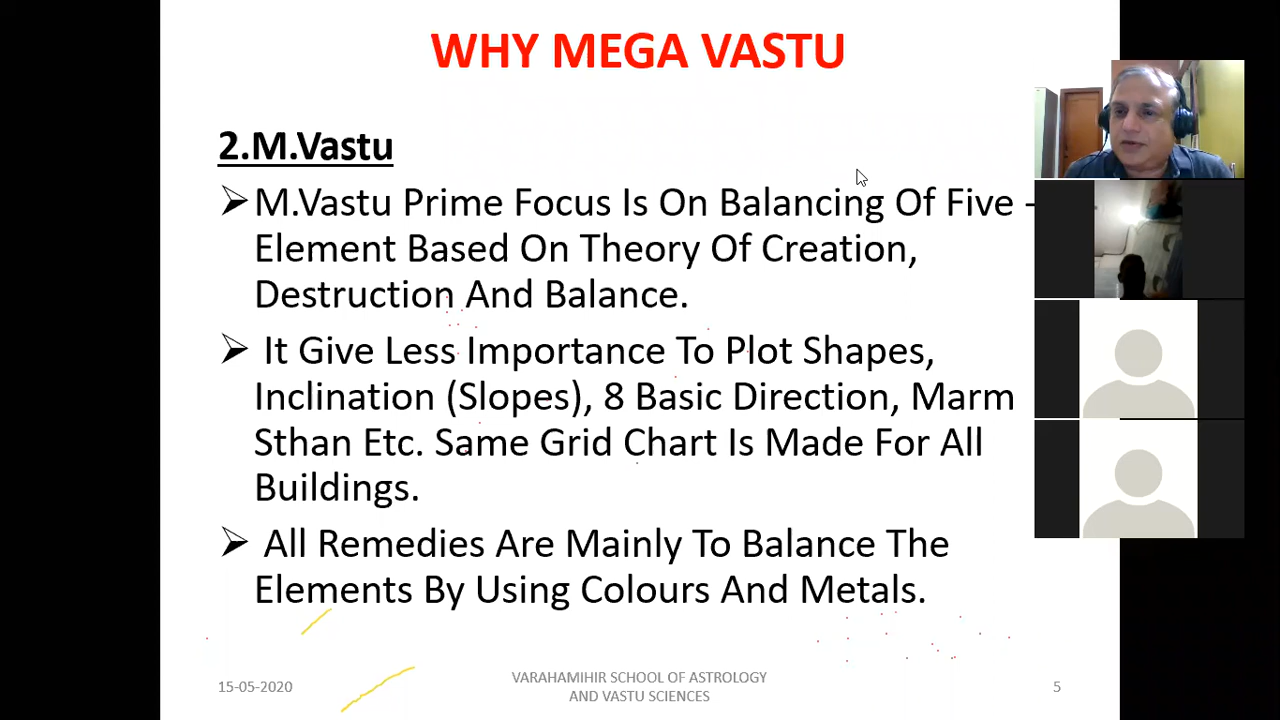 WHY MEGA VASTU
2.M.Vastu
➢M.Vastu Prime Focus Is On Balancing Of Five -
Element Based On Theory Of Creation,
Destruction And Balance.
➢ It Give Less Importance To Plot Shapes,
Inclination (Slopes), 8 Basic Direction, Marm
Sthan Etc. Same Grid Chart Is Made For All
Buildings.
➢ All Remedies Are Mainly To Balance The
Elements By Using Colours And Metals.
15-05-2020
VARAHAMIHIR SCHOOL OF ASTROLOGY
AND VASTU SCIENCES
5